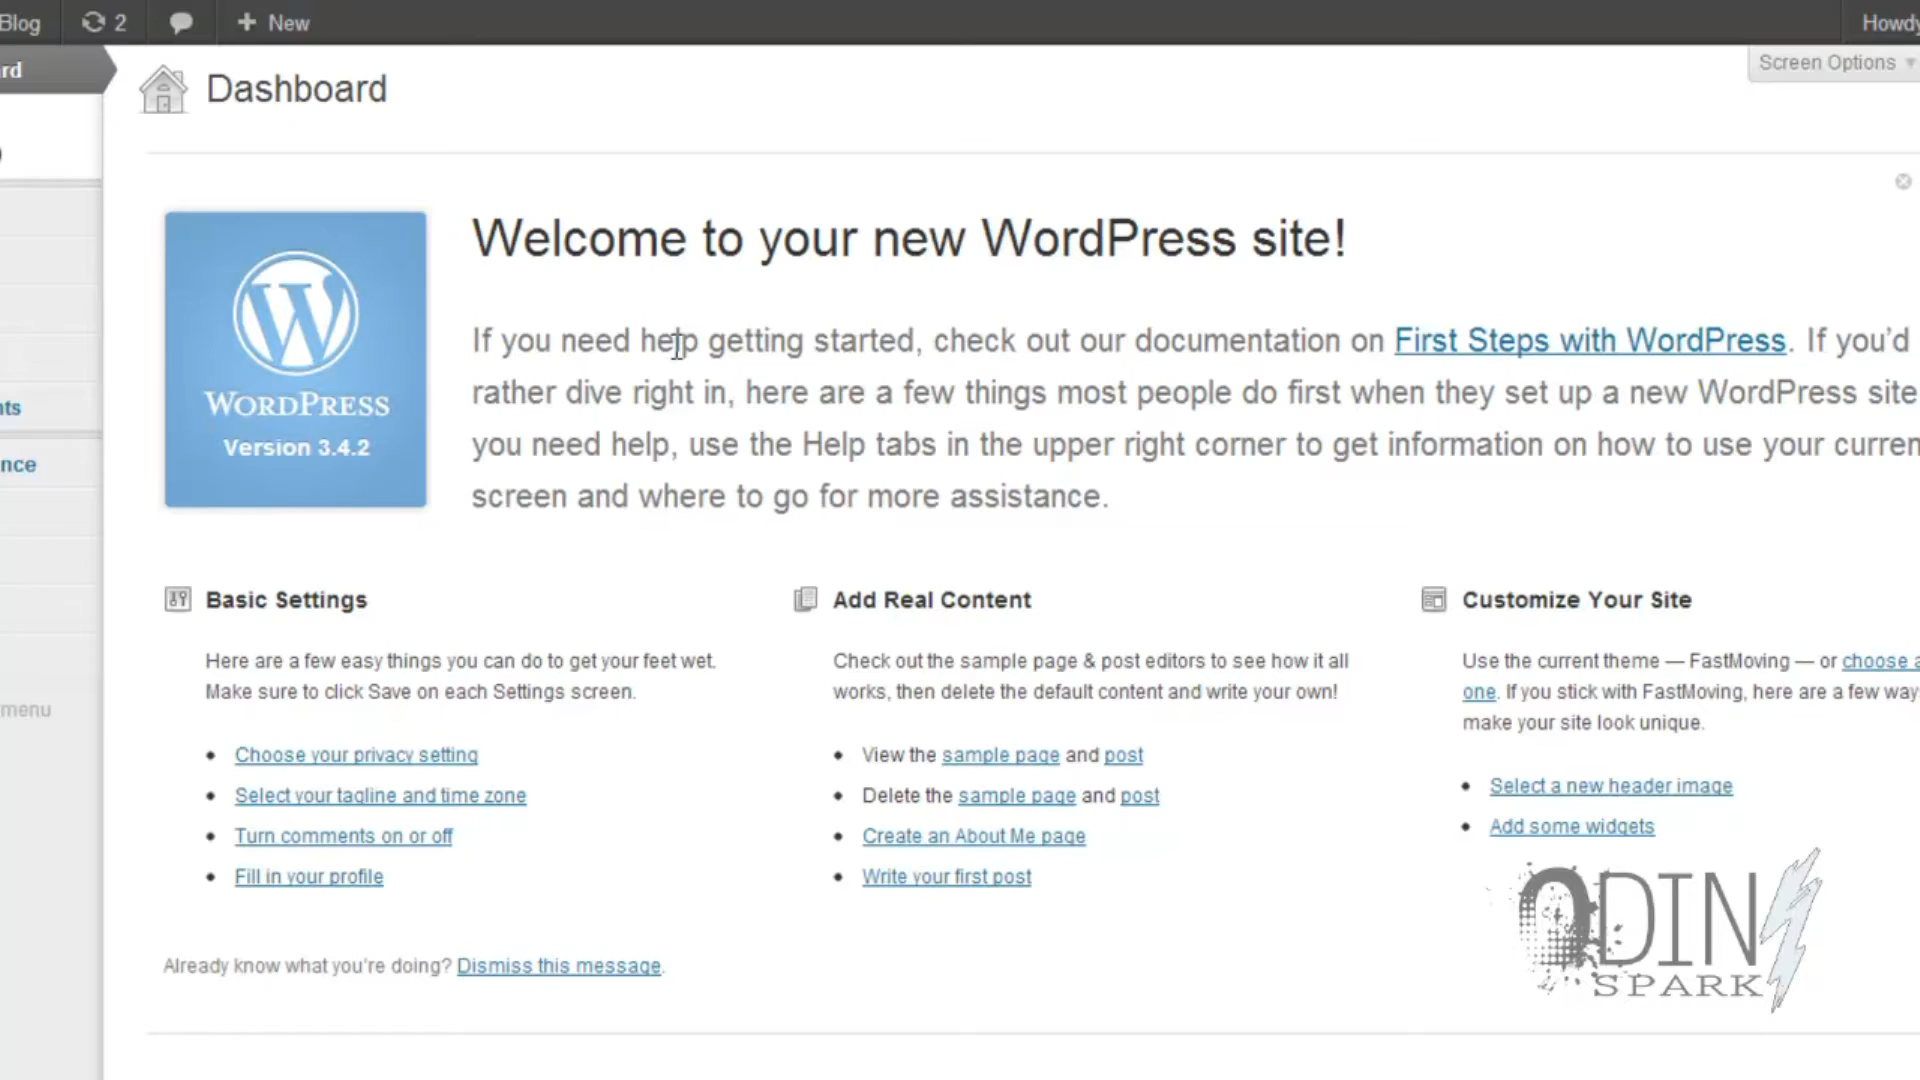 Blog 2 + New Howdy
rd
Screen Options
Dashboard
Welcome to your new WordPress site!
If you need help getting started, check out our documentation on First Steps with WordPress. If you'd
rather dive right in, here are a few things most people do first when they set up a new WordPress site
you need help, use the Help tabs in the upper right corner to get information on how to use your curren
screen and where to go for more assistance.
WORDPRESS
Version 3.4.2
nts
nce
menu
Basic Settings
Here are a few easy things you can do to get your feet wet.
Make sure to click Save on each Settings screen.
Choose your privacy setting
Select your tagline and time zone
Turn comments on or off
Fill in your profile
Add Real Content
Check out the sample page & post editors to see how it all
works, then delete the default content and write your own!
View the sample page and post
Delete the sample page and post
Create an About Me page
Write your first post
Customize Your Site
Use the current theme — FastMoving — or choose a
one. If you stick with FastMoving, here are a few ways
make your site look unique.
Select a new header image
Add some widgets
Already know what you're doing? Dismiss this message.
ODIN
SPARK